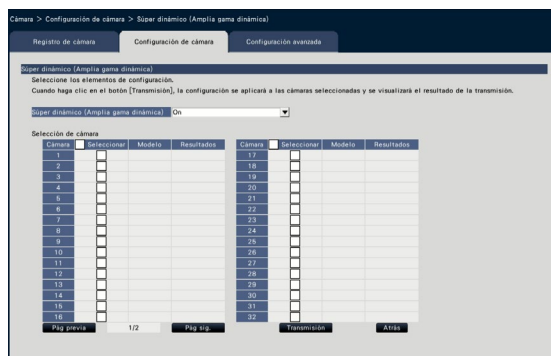 Cámara > Configuración de cámara > Súper dinámico (Amplia gama dinámica)
Registro de cámara Configuración de cámara Configuración avanzada
Súper dinámico (Amplia gama dinámica)
Seleccione los elementos de configuración.
Cuando haga clic en el botón [Transmisión], la configuración se aplicará a las cámaras seleccionadas y se visualizará el resultado de la transmisión.
Súper dinámico (Amplia gama dinámica) On
Selección de cámara
Cámara Seleccionar Modelo Resultados Cámara Seleccionar Modelo Resultados
1 17
2 18
3 19
4 20
5 21
6 22
7 23
8 24
9 25
10 26
11 27
12 28
13 29
14 30
15 31
16 32
Pág previa 1/2 Pág sig. Transmisión Atrás